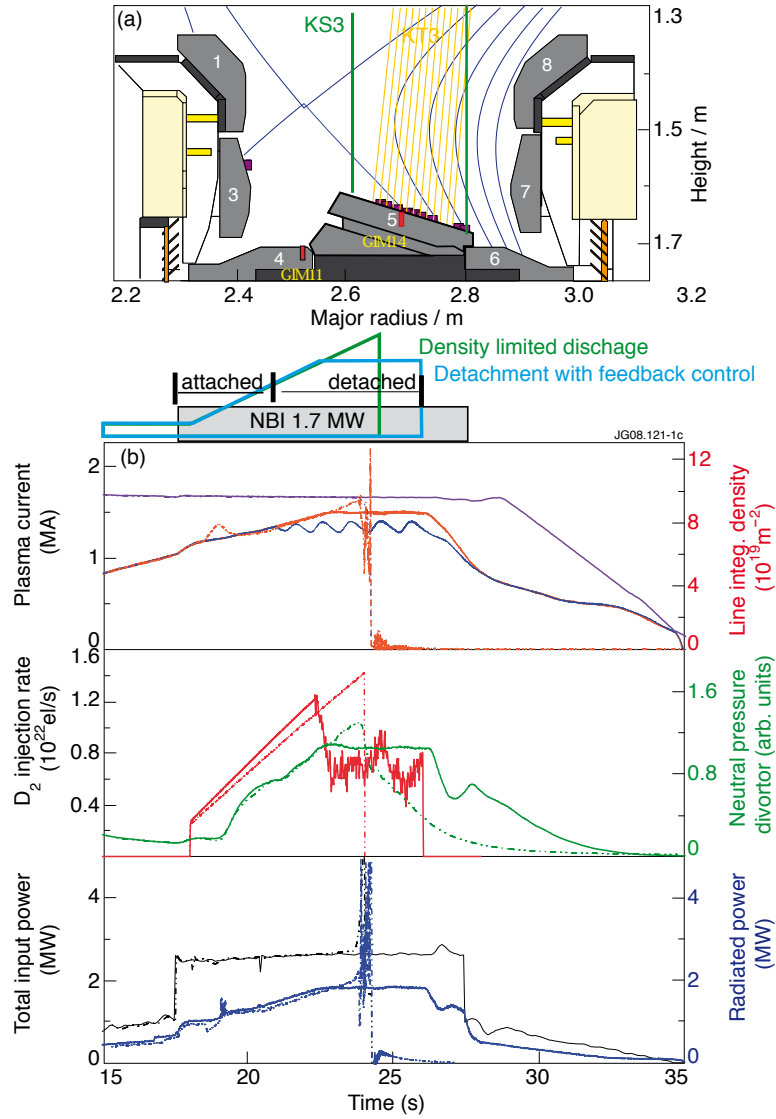 (a)
KS3
KT3
1
8
3
7
5
GIM14
4
GIM11
6
1.3
1.5
1.7
Height / m
2.2
2.4
2.6
2.8
3.0
3.2
Major radius / m
Density limited discharge
Detachment with feedback control
attached
detached
NBI 1.7 MW
JG08.121-1c
(b)
Plasma current
(MA)
2
1
0
12
8
4
0
Line integ. density
(10¹⁹m⁻²)
D₂ injection rate
(10²²el/s)
1.6
1.2
0.8
0.4
1.6
0.8
0
Neutral pressure
divortor (arb. units)
Total input power
(MW)
4
2
0
4
2
0
Radiated power
(MW)
15
20
25
30
35
Time (s)